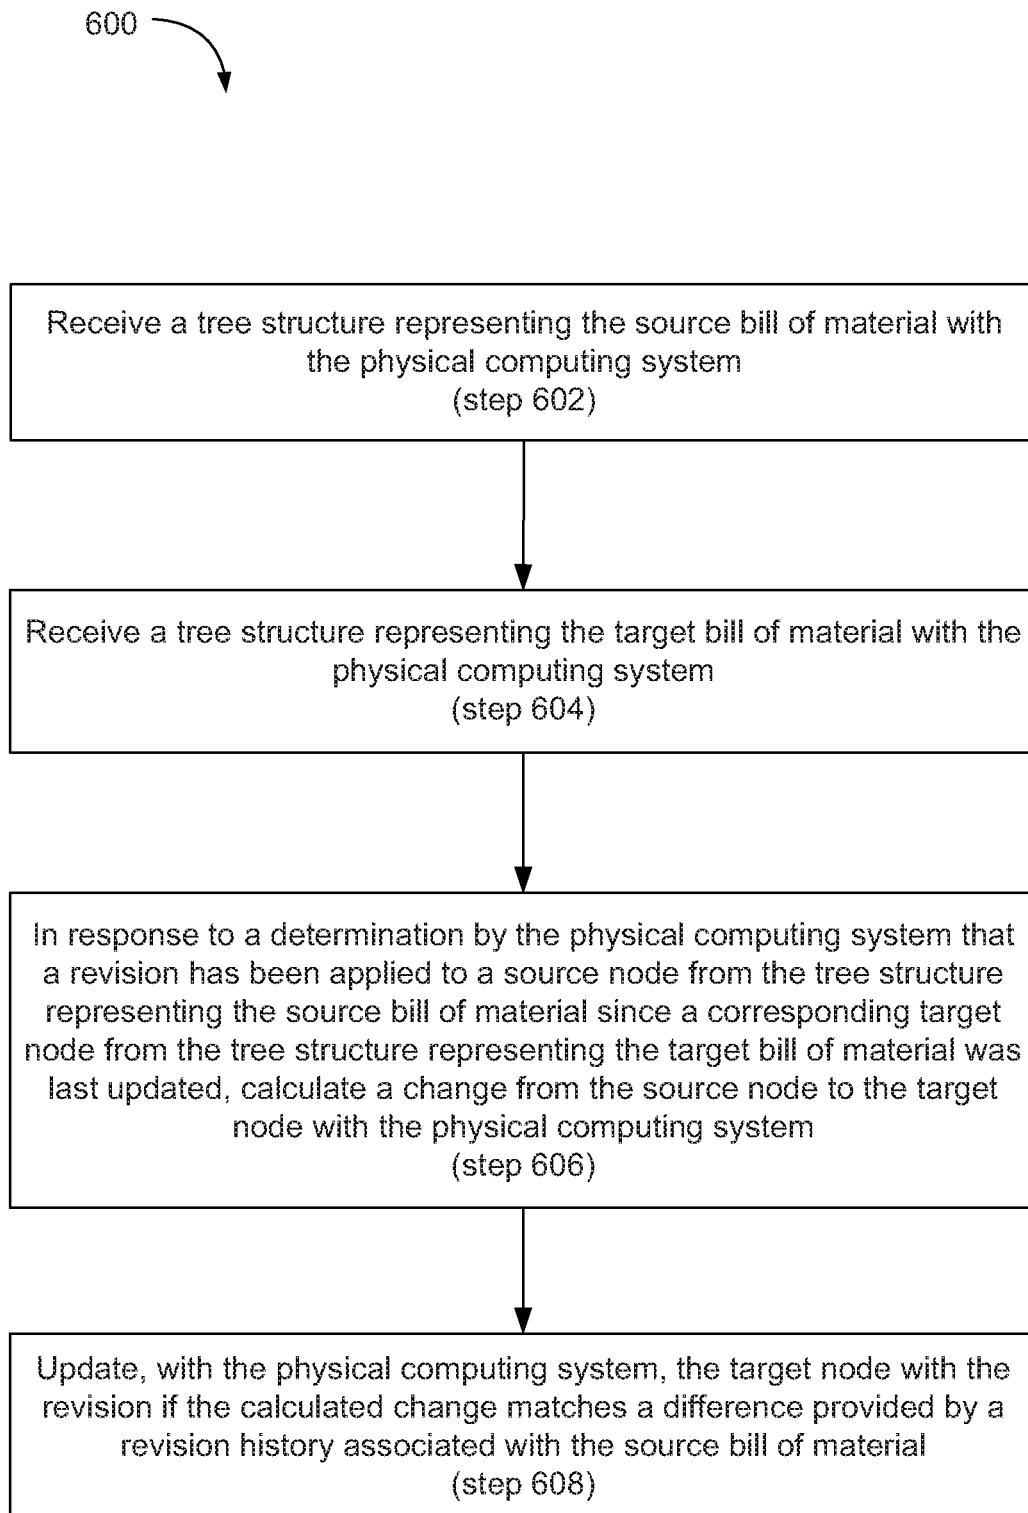 600
Receive a tree structure representing the source bill of material with
the physical computing system
(step 602)
Receive a tree structure representing the target bill of material with the
physical computing system
(step 604)
In response to a determination by the physical computing system that
a revision has been applied to a source node from the tree structure
representing the source bill of material since a corresponding target
node from the tree structure representing the target bill of material was
last updated, calculate a change from the source node to the target
node with the physical computing system
(step 606)
Update, with the physical computing system, the target node with the
revision if the calculated change matches a difference provided by a
revision history associated with the source bill of material
(step 608)